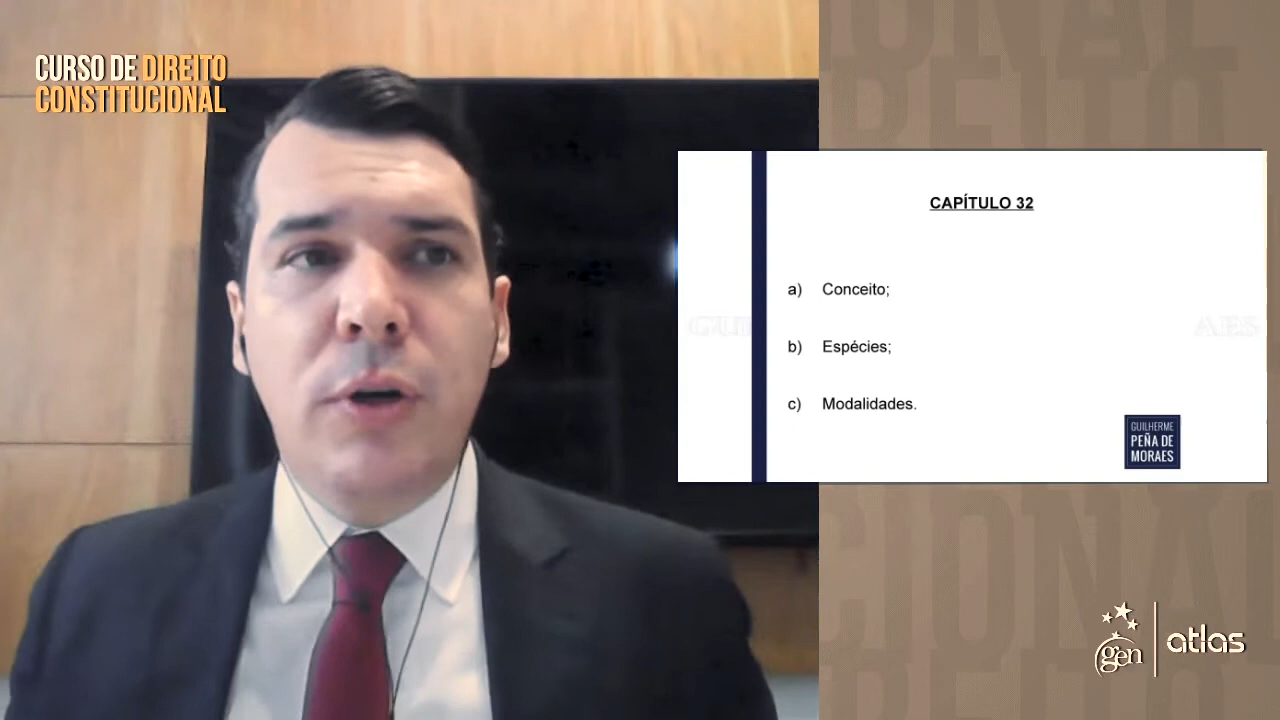 CURSO DE DIREITO
CONSTITUCIONAL
CAPÍTULO 32
a) Conceito;
b) Espécies;
c) Modalidades.
GUILHERME
PEÑA DE
MORAES
gen
atlas